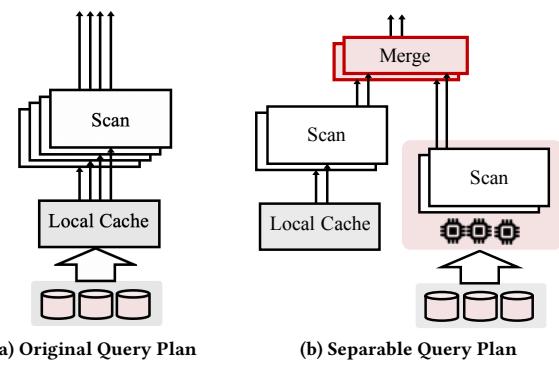 Scan
Local Cache
a) Original Query Plan
Merge
Scan
Local Cache
Scan
(b) Separable Query Plan